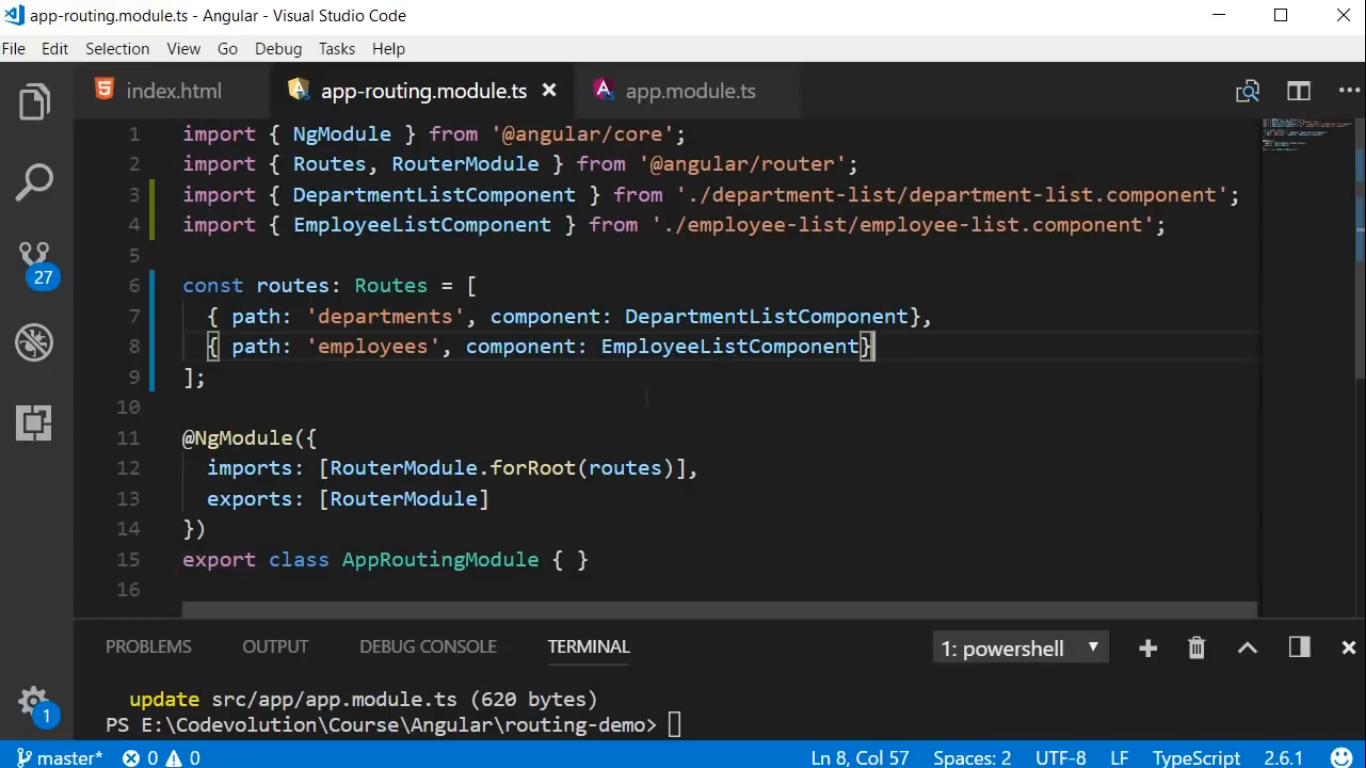 app-routing.module.ts - Angular - Visual Studio Code
File Edit Selection View Go Debug Tasks Help
index.html app-routing.module.ts app.module.ts
1 import { NgModule } from '@angular/core';
2 import { Routes, RouterModule } from '@angular/router';
3 import { DepartmentListComponent } from './department-list/department-list.component';
4 import { EmployeeListComponent } from './employee-list/employee-list.component';
5
6 const routes: Routes = [
7 { path: 'departments', component: DepartmentListComponent},
8 { path: 'employees', component: EmployeeListComponent}
9 ];
10
11 @NgModule({
12 imports: [RouterModule.forRoot(routes)],
13 exports: [RouterModule]
14 })
15 export class AppRoutingModule { }
16
27
PROBLEMS OUTPUT DEBUG CONSOLE TERMINAL 1: powershell
update src/app/app.module.ts (620 bytes)
PS E:\Codevolution\Course\Angular\routing-demo>
1
master* 0 0 Ln 8, Col 57 Spaces: 2 UTF-8 LF TypeScript 2.6.1